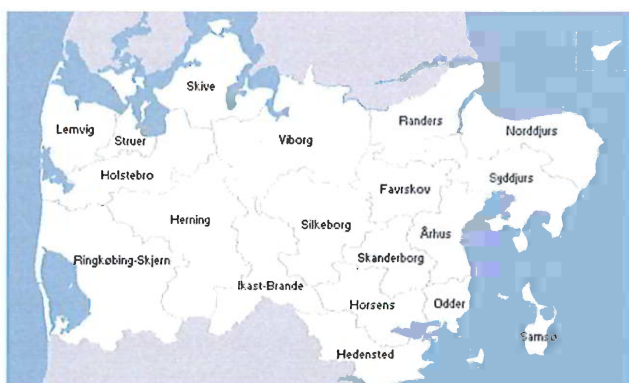 Skive
Lemvig
Struer
Viborg
Randers
Norddjurs
Holstebro
Favrskov
Syddjurs
Herning
Silkeborg
Århus
Ringkøbing-Skjern
Skanderborg
Ikast-Brande
Horsens
Odder
Hedensted
Samsø